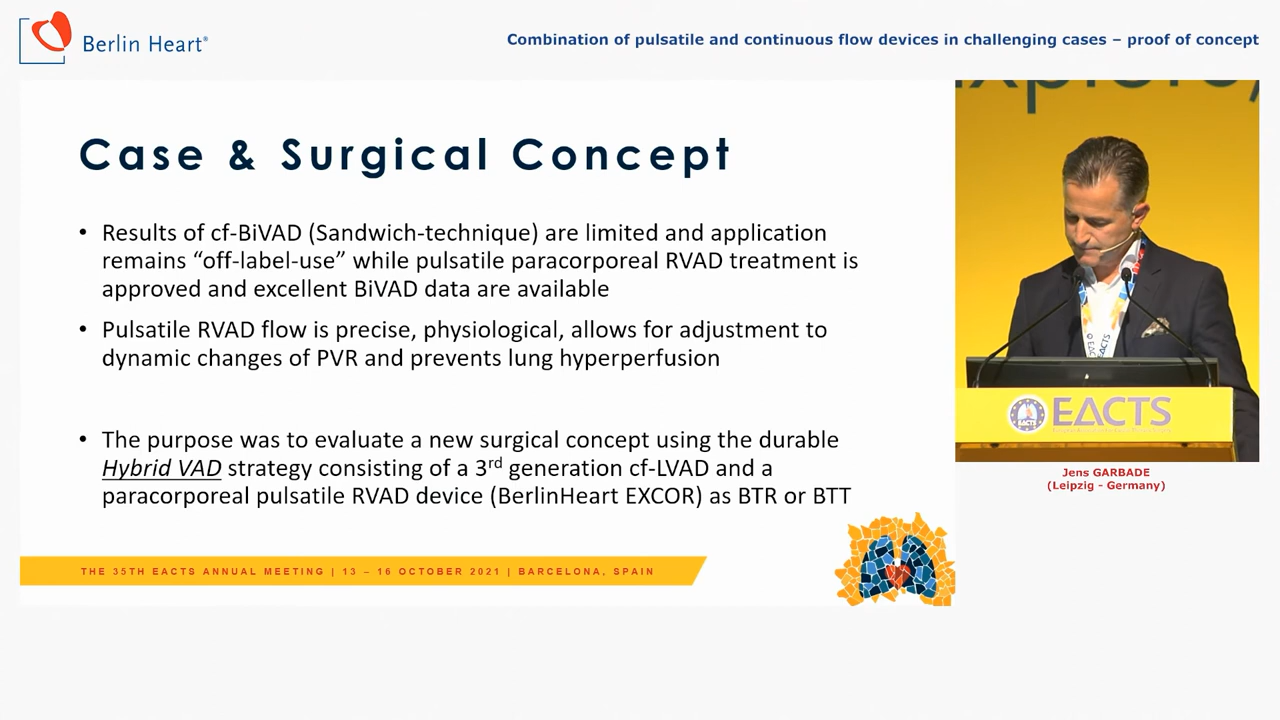 Berlin Heart®
Combination of pulsatile and continuous flow devices in challenging cases – proof of concept
Case & Surgical Concept
• Results of cf-BiVAD (Sandwich-technique) are limited and application
remains “off-label-use” while pulsatile paracorporeal RVAD treatment is
approved and excellent BiVAD data are available
• Pulsatile RVAD flow is precise, physiological, allows for adjustment to
dynamic changes of PVR and prevents lung hyperperfusion
• The purpose was to evaluate a new surgical concept using the durable
Hybrid VAD strategy consisting of a 3rd generation cf-LVAD and a
paracorporeal pulsatile RVAD device (BerlinHeart EXCOR) as BTR or BTT
THE 35TH EACTS ANNUAL MEETING | 13 – 16 OCTOBER 2021 | BARCELONA, SPAIN
EACTS
EACTS
Jens GARBADE
(Leipzig - Germany)